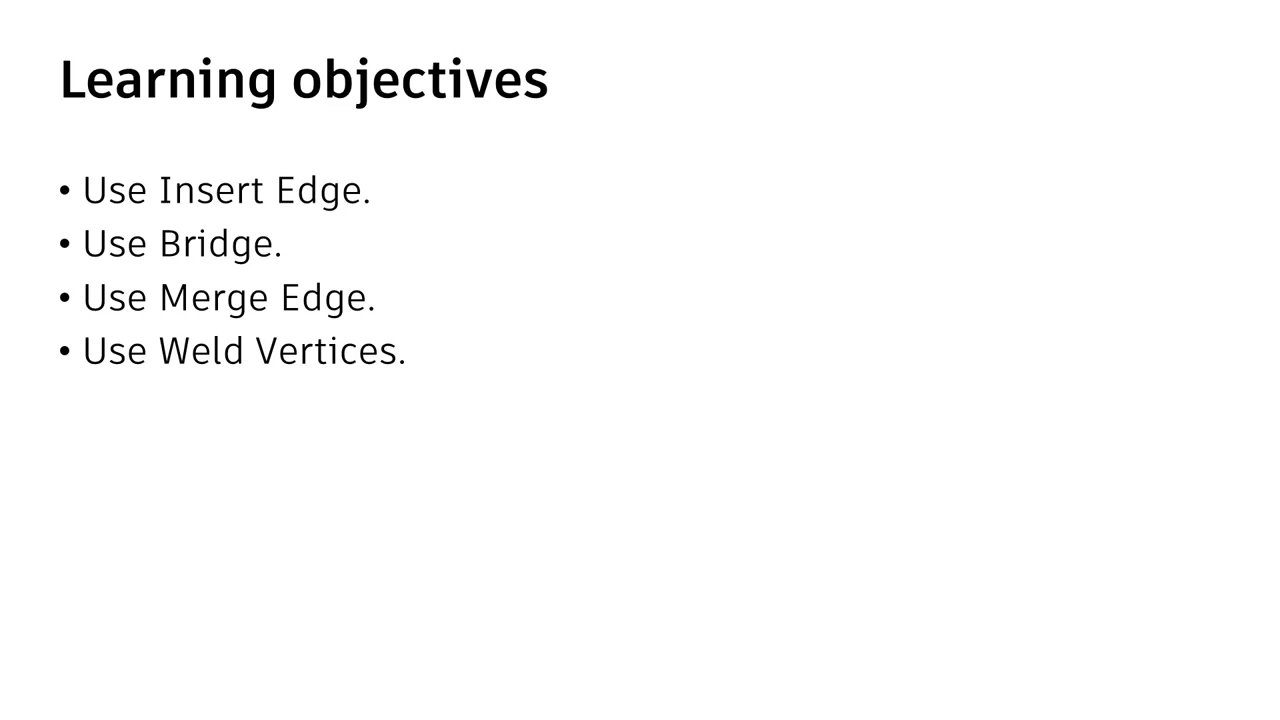 Learning objectives
• Use Insert Edge.
• Use Bridge.
• Use Merge Edge.
• Use Weld Vertices.